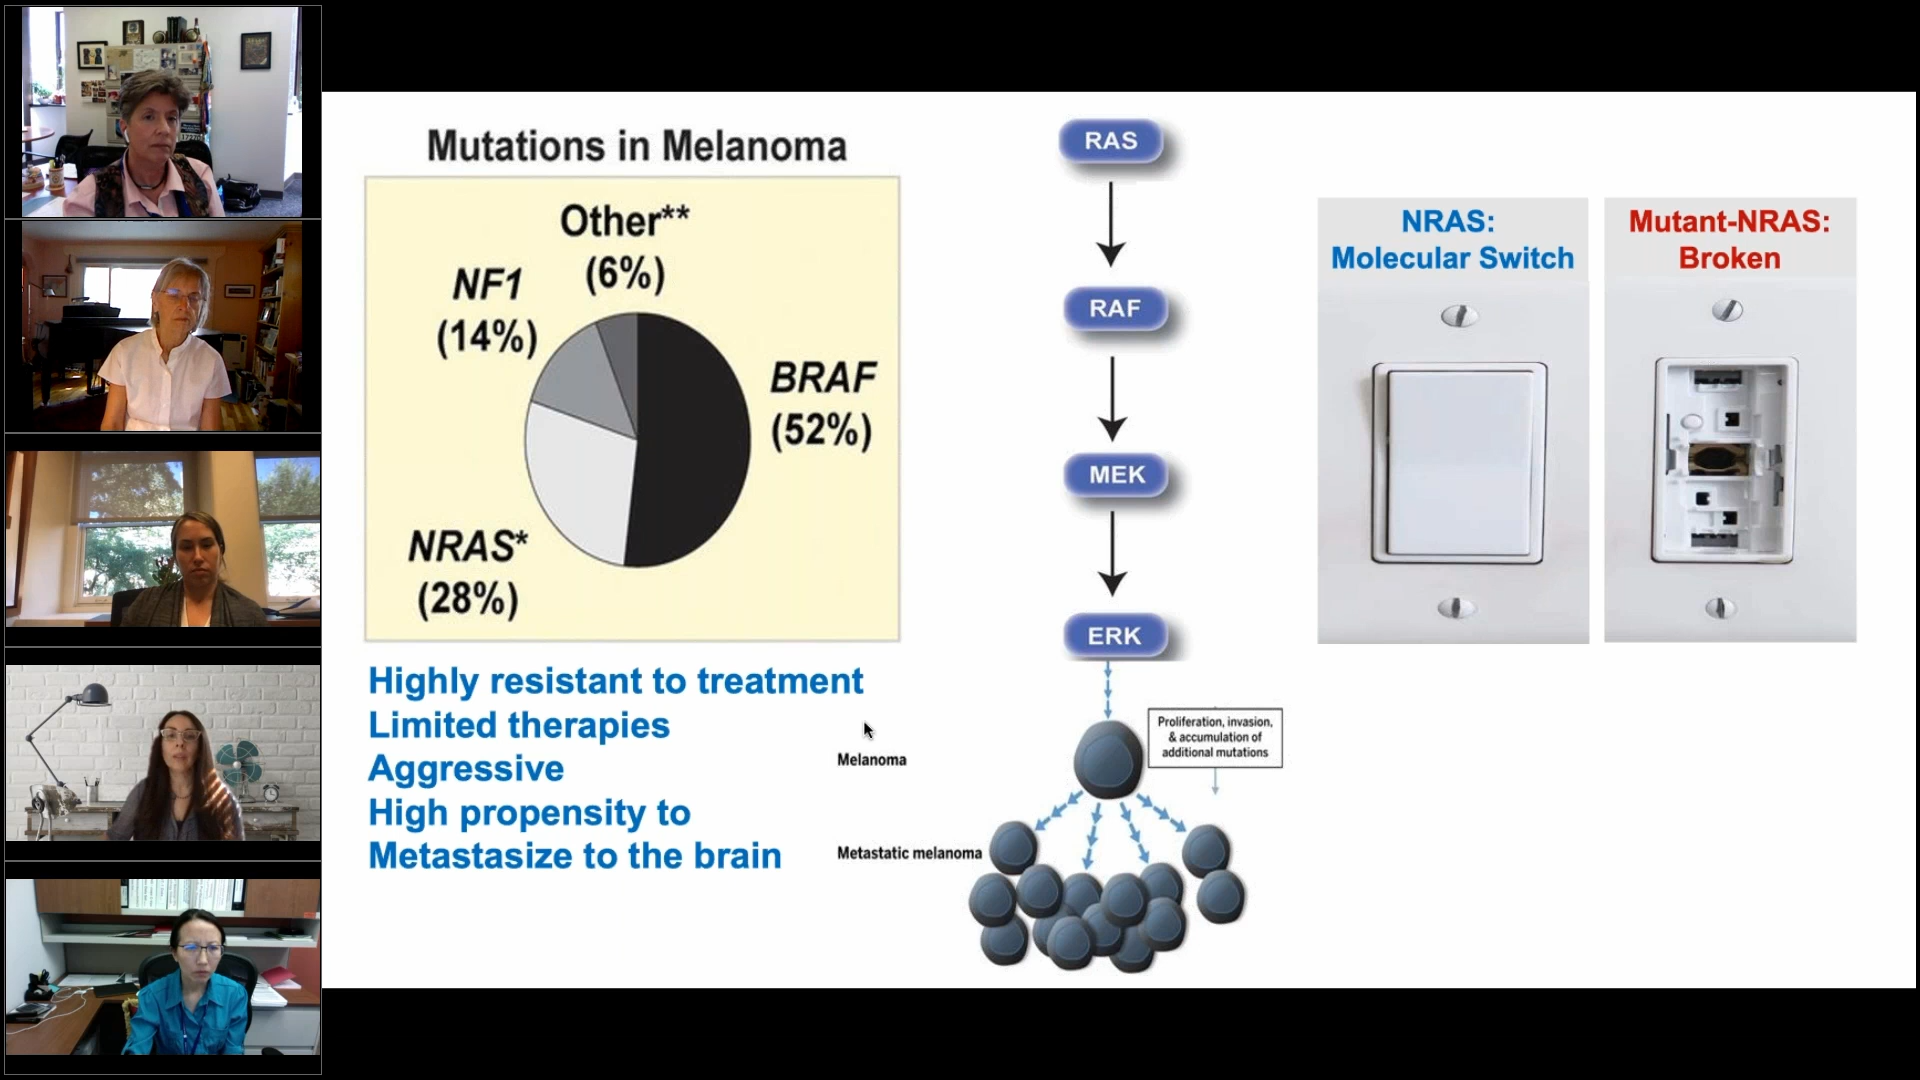 Mutations in Melanoma
Other**
(6%)
NF1
(14%)
BRAF
(52%)
NRAS*
(28%)
Highly resistant to treatment
Limited therapies
Aggressive
High propensity to
Metastasize to the brain
RAS
RAF
MEK
ERK
Proliferation, invasion,
& accumulation of
additional mutations
Melanoma
Metastatic melanoma
NRAS:
Molecular Switch
Mutant-NRAS:
Broken